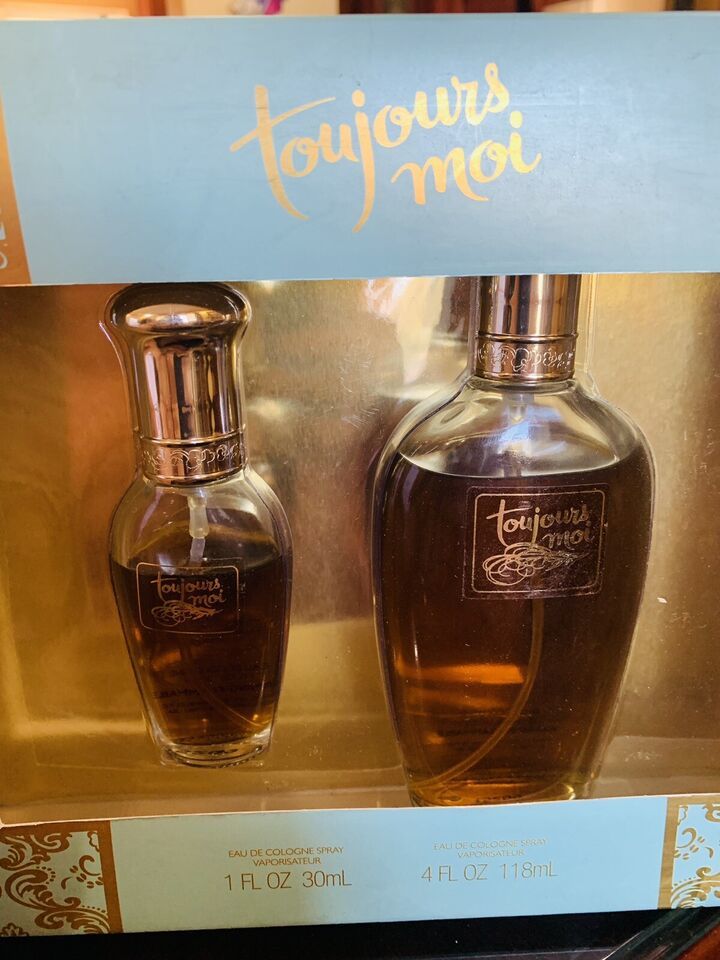 toujours
moi
toujours
moi
toujours
moi
EAU DE COLOGNE SPRAY
VAPORISATEUR
1 FL OZ 30mL
EAU DE COLOGNE SPRAY
VAPORISATEUR
4 FL OZ 118mL